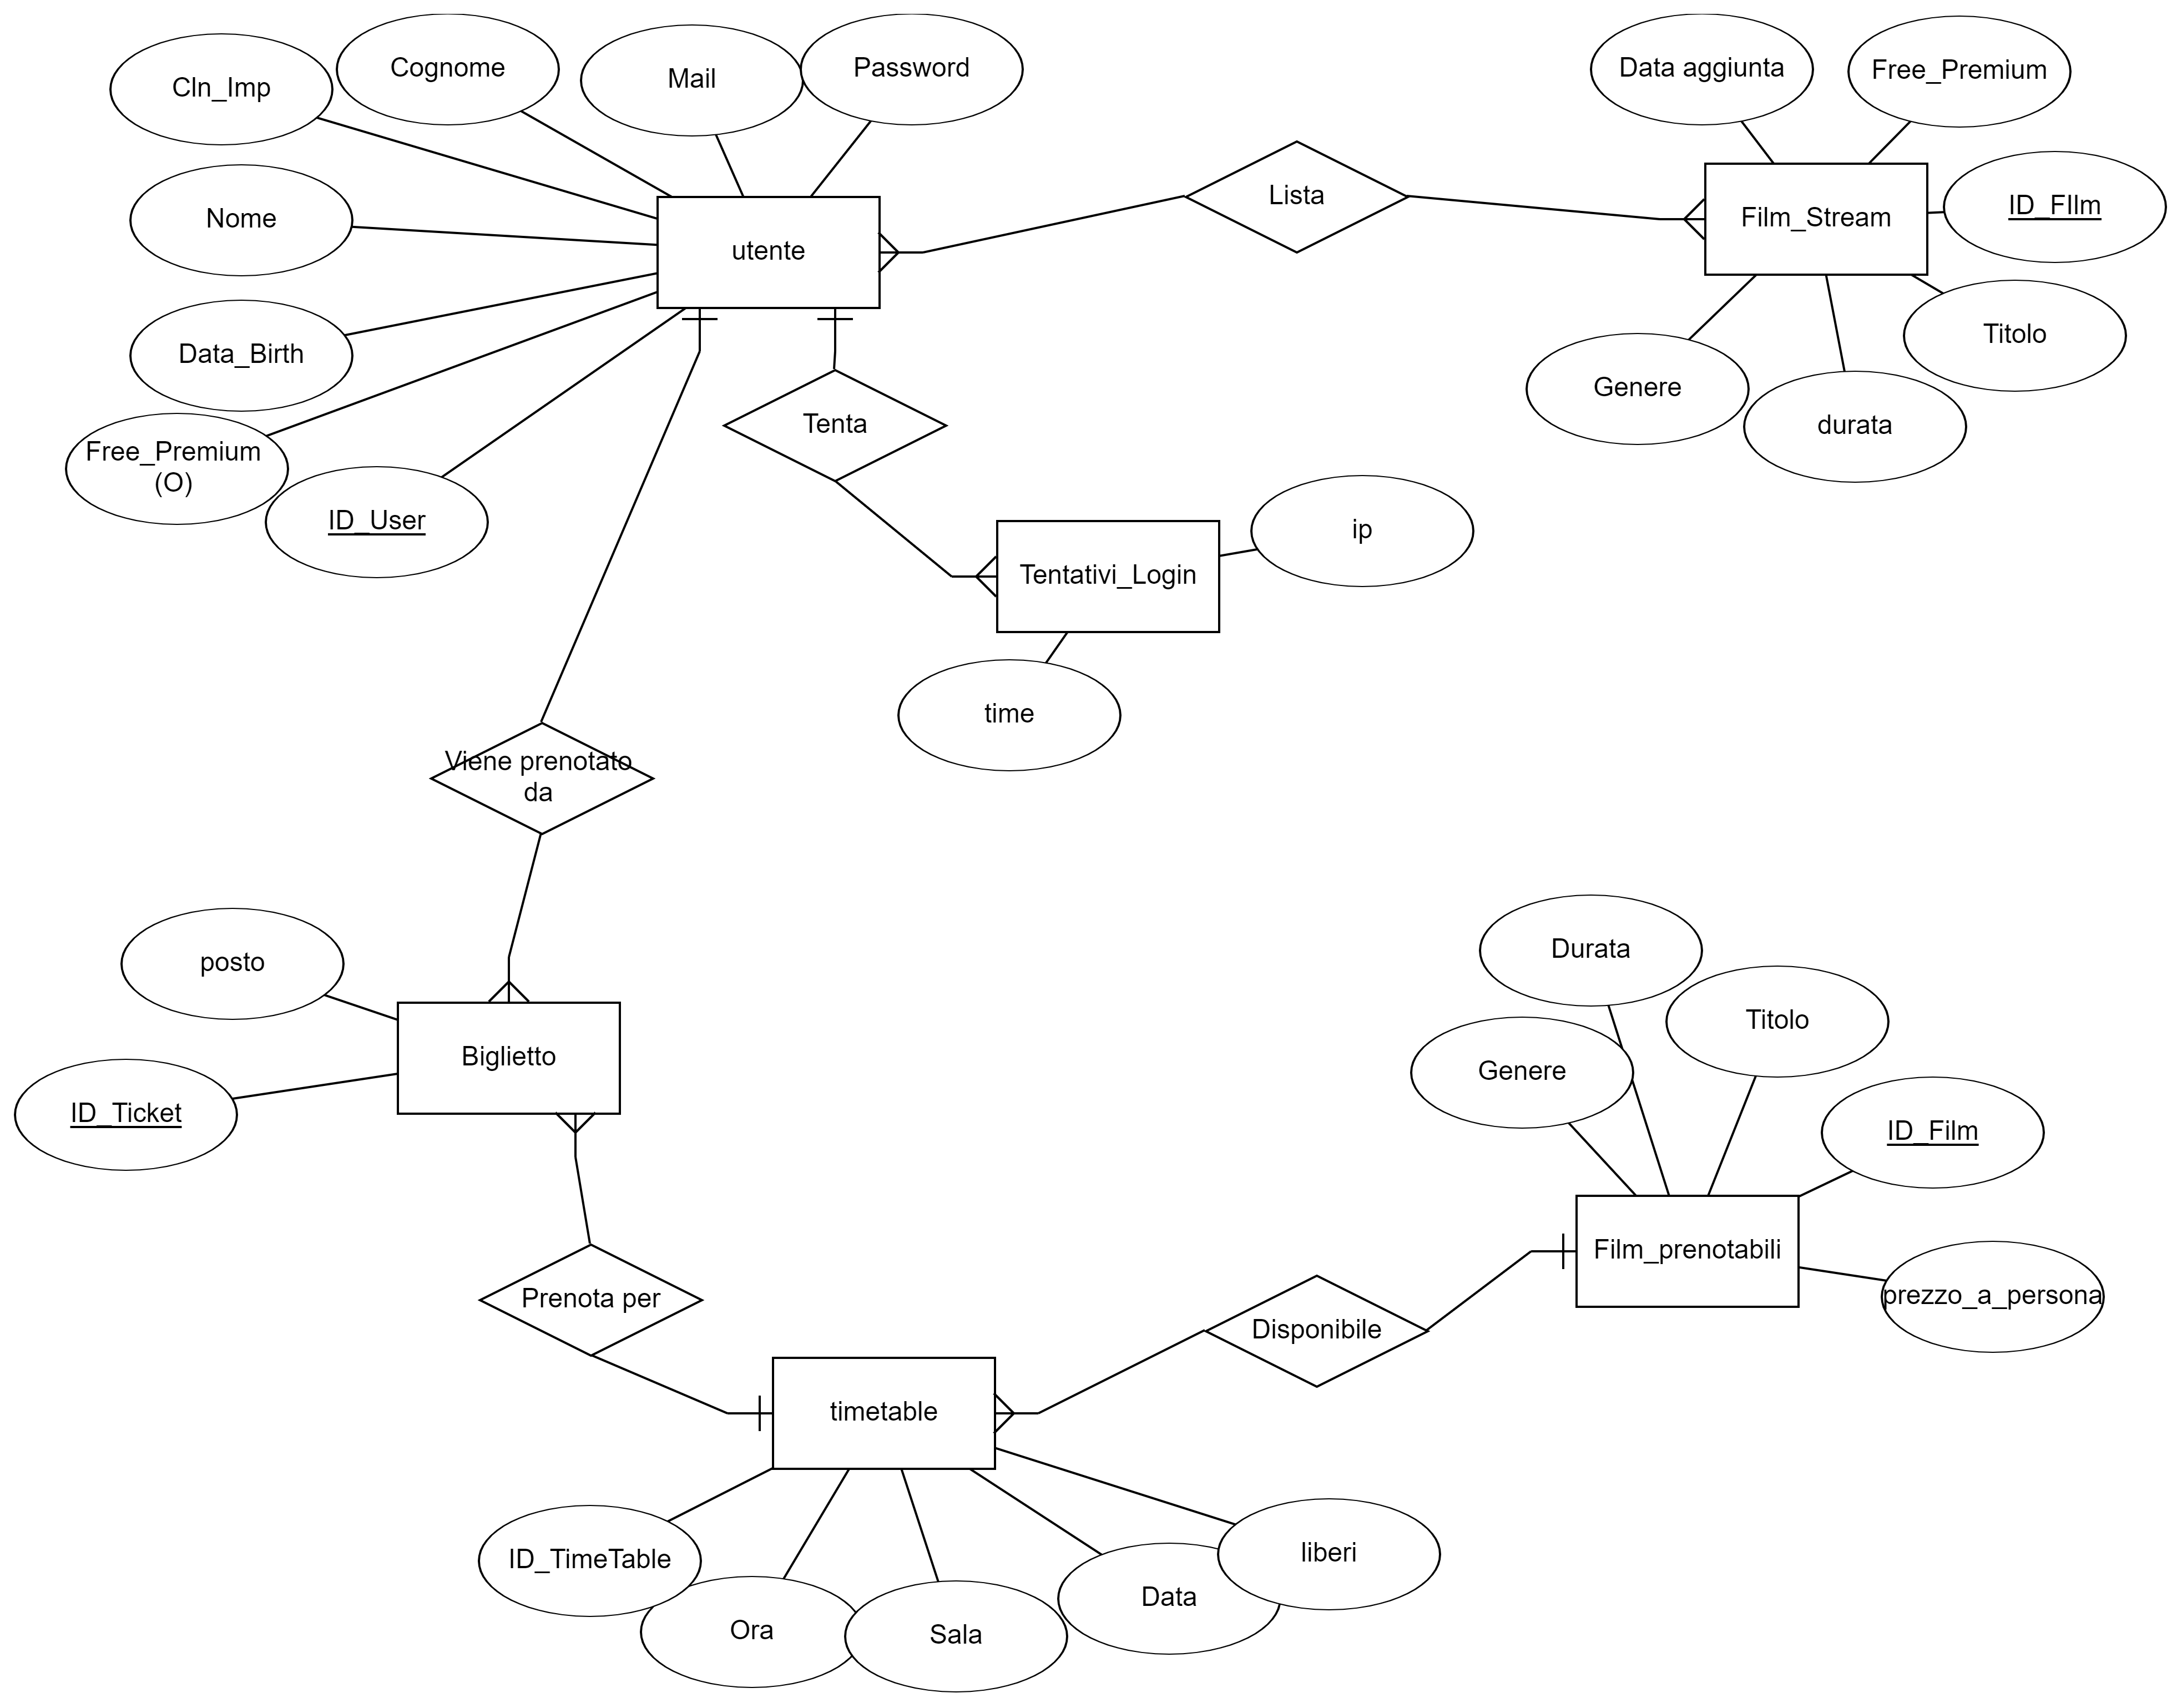 Cln_Imp
Cognome
Mail
Password
Data aggiunta
Free_Premium
Nome
utente
Lista
Film_Stream
ID_FIlm
Data_Birth
Titolo
Genere
durata
Free_Premium
(O)
ID_User
Tenta
Tentativi_Login
ip
time
Viene prenotato
da
posto
Biglietto
ID_Ticket
Durata
Titolo
Genere
ID_Film
Film_prenotabili
prezzo_a_persona
Prenota per
Disponibile
timetable
ID_TimeTable
Ora
Sala
Data
liberi